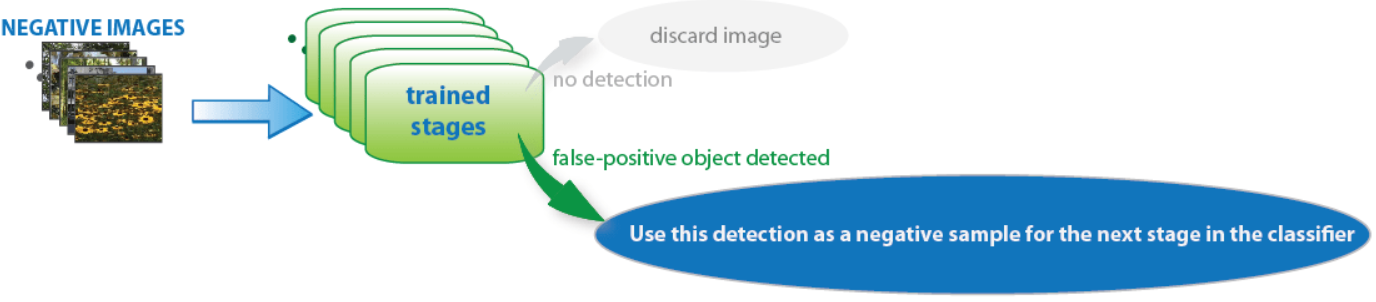 NEGATIVE IMAGES
discard image
no detection
trained
stages
false-positive object detected
Use this detection as a negative sample for the next stage in the classifier